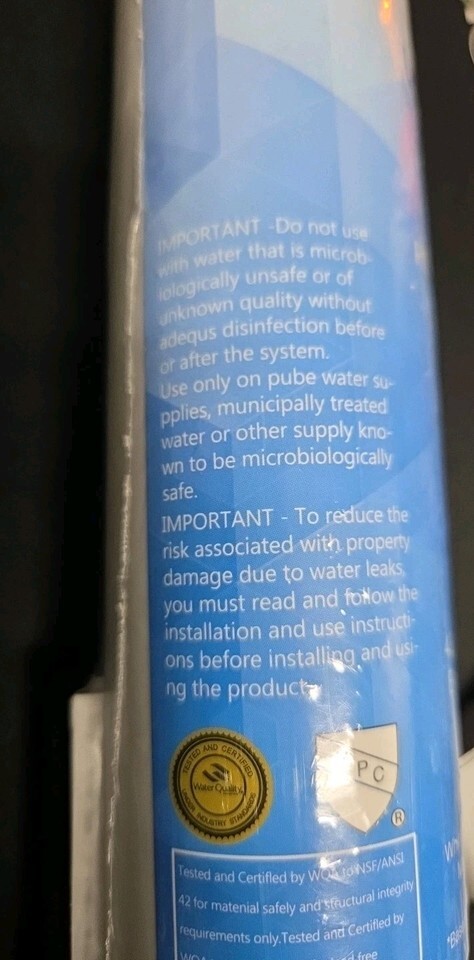 IMPORTANT -Do not use
with water that is microb-
iologically unsafe or of
unknown quality without
adequs disinfection before
or after the system.
Use only on pube water su-
pplies, municipally treated
water or other supply kno-
wn to be microbiologically
safe.
IMPORTANT - To reduce the
risk associated with property
damage due to water leaks,
you must read and follow the
installation and use instructi-
ons before installing and usi-
ng the product.
TESTED AND CERTIFIED
Water Quality
INDUSTRY STANDARDS
PC
®
Tested and Certified by WQA to NSF/ANSI
42 for matenial safely and structural integrity
requirements only.Tested and Certified by
free